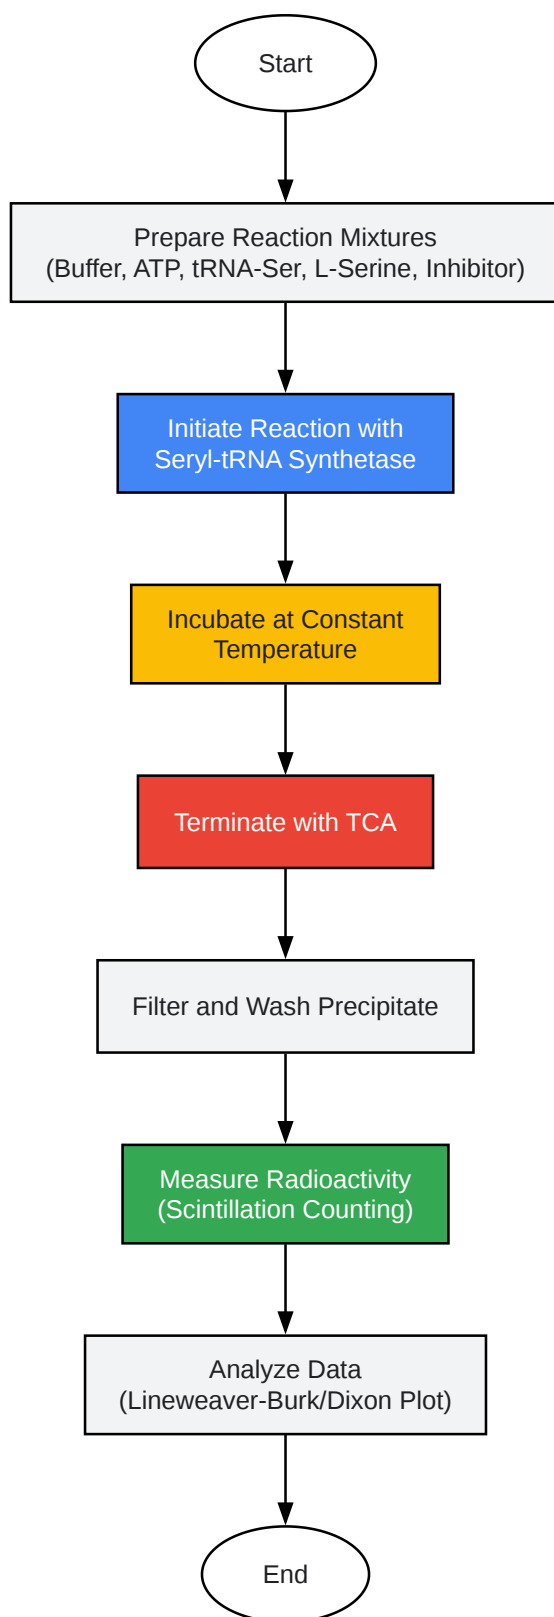 Start
Prepare Reaction Mixtures
(Buffer, ATP, tRNA-Ser, L-Serine, Inhibitor)
Initiate Reaction with
Seryl-tRNA Synthetase
Incubate at Constant
Temperature
Terminate with TCA
Filter and Wash Precipitate
Measure Radioactivity
(Scintillation Counting)
Analyze Data
(Lineweaver-Burk/Dixon Plot)
End